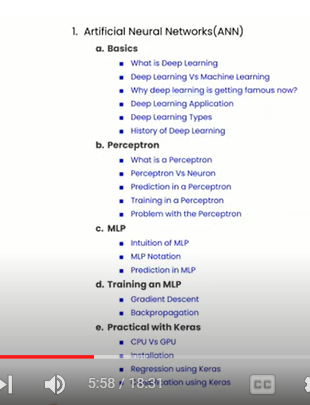 1. Artificial Neural Networks(ANN)
a. Basics
What is Deep Learning
Deep Learning Vs Machine Learning
Why deep learning is getting famous now?
Deep Learning Application
Deep Learning Types
History of Deep Learning
b. Perceptron
What is a Perceptron
Perceptron Vs Neuron
Prediction in a Perceptron
Training in a Perceptron
Problem with the Perceptron
c. MLP
Intuition of MLP
MLP Notation
Prediction in MLP
d. Training an MLP
Gradient Descent
Backpropagation
e. Practical with Keras
CPU Vs GPU
Installation
Regression using Keras
5:58 / 18:31
using Keras
CC